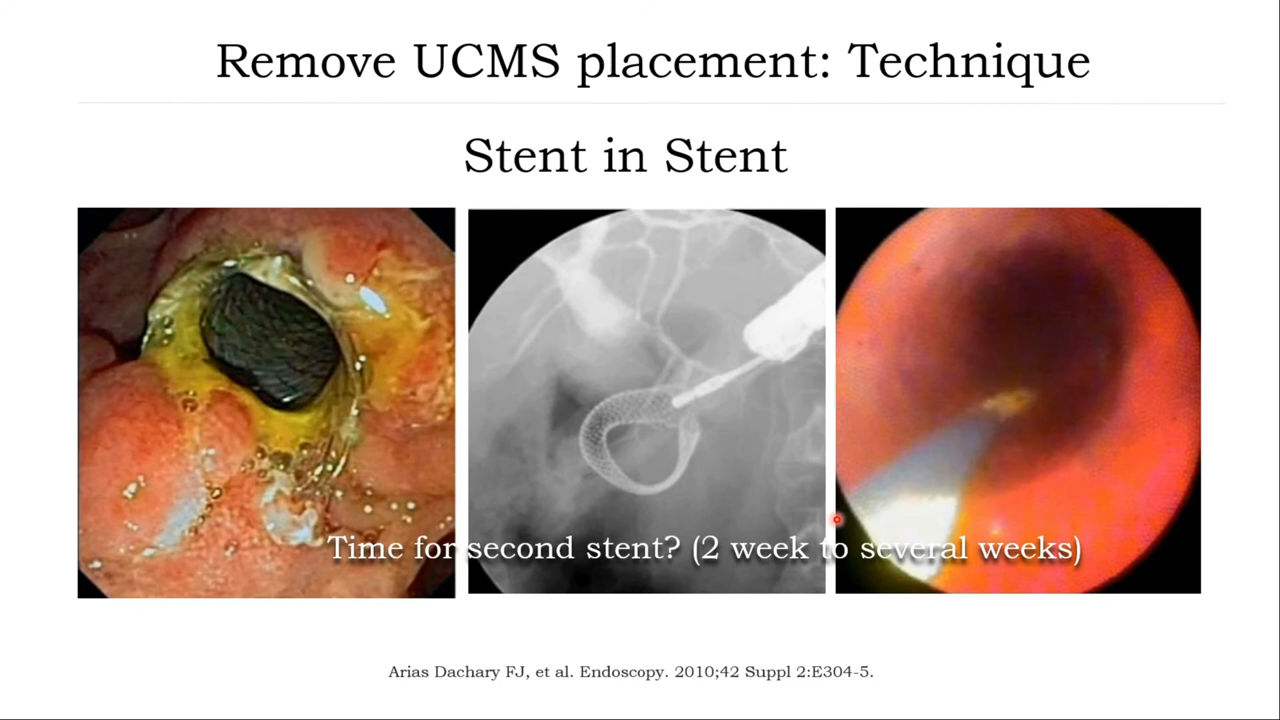 Remove UCMS placement: Technique
Stent in Stent
Time for second stent? (2 week to several weeks)
Arias Dachary FJ, et al. Endoscopy. 2010;42 Suppl 2:E304-5.